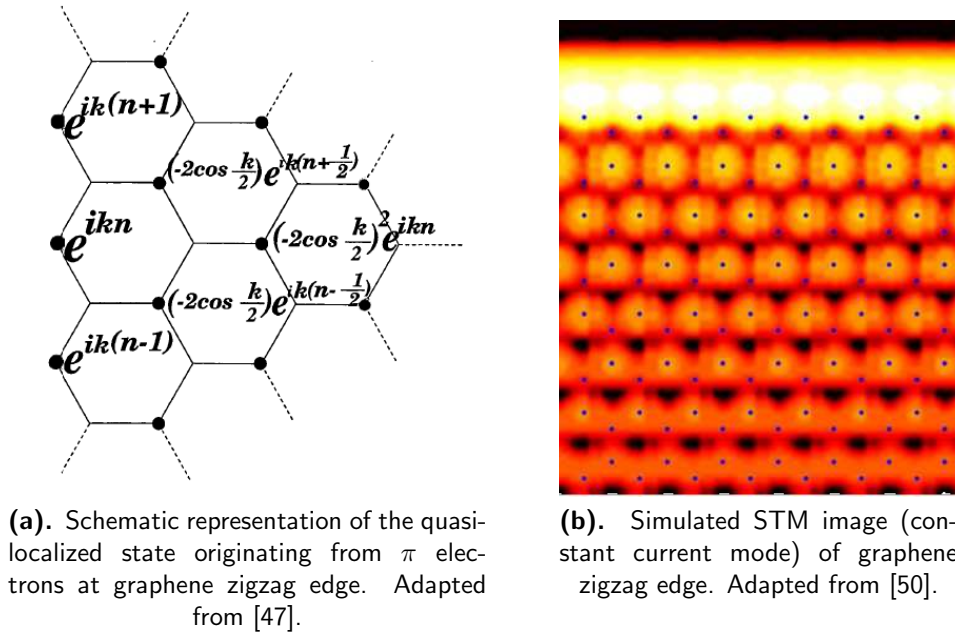 e^{ik(n+1)}
(-2cos k/2)e^{ik(n+1/2)}
e^{ikn}
(-2cos k/2)^2 e^{ikn}
(-2cos k/2)e^{ik(n-1/2)}
e^{ik(n-1)}
(a). Schematic representation of the quasi-
localized state originating from π elec-
trons at graphene zigzag edge. Adapted
from [47].
(b). Simulated STM image (con-
stant current mode) of graphene
zigzag edge. Adapted from [50].